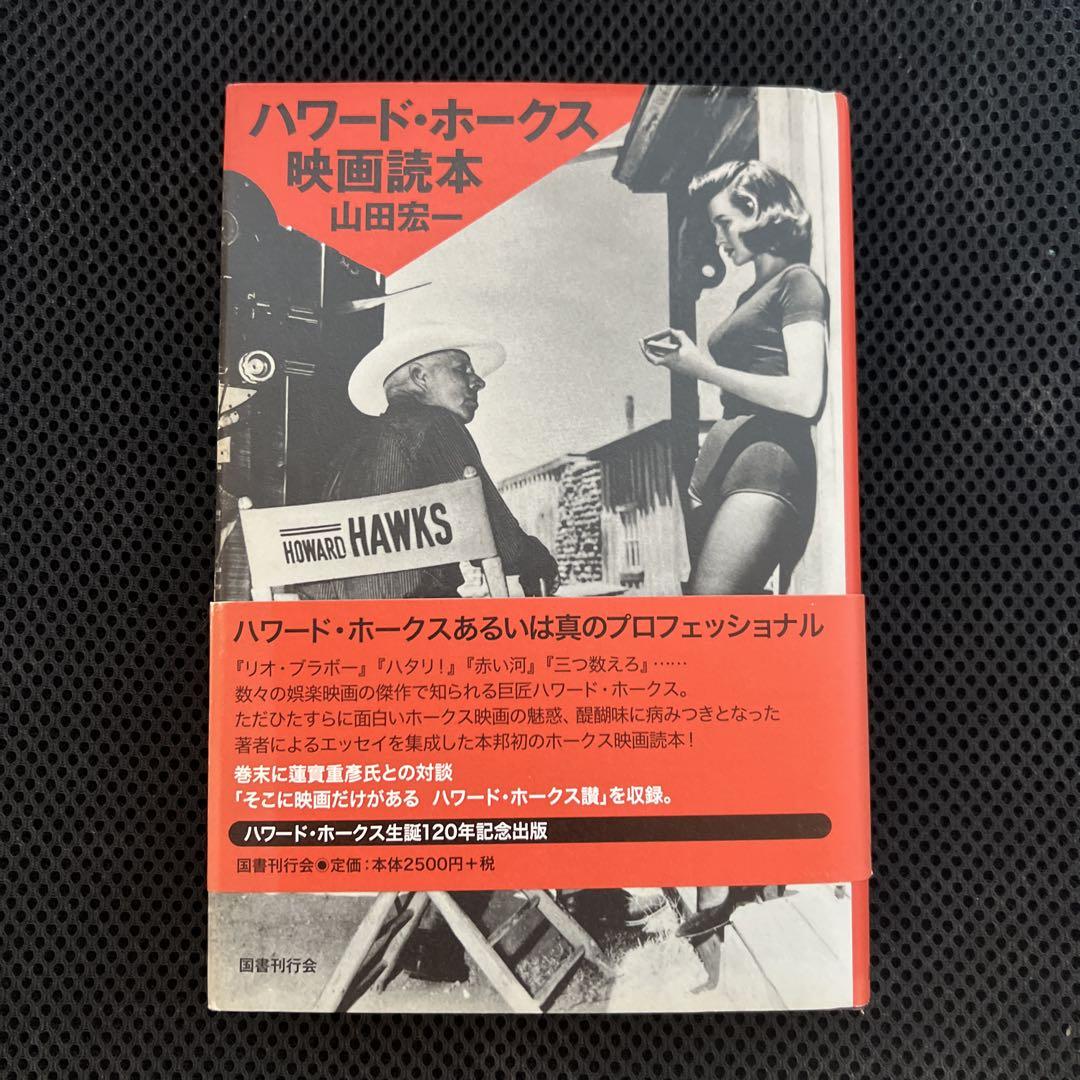 ハワード・ホークス
映画読本
山田宏一
HOWARD HAWKS
ハワード・ホークスあるいは真のプロフェッショナル
『リオ・ブラボー』『ハタリ!』『赤い河』『三つ数えろ』……
数々の娯楽映画の傑作で知られる巨匠ハワード・ホークス。
ただひたすらに面白いホークス映画の魅惑、醍醐味に病みつきとなった
著者によるエッセイを集成した本邦初のホークス映画読本!
巻末に蓮實重彦氏との対談
「そこに映画だけがある ハワード・ホークス讃」を収録。
ハワード・ホークス生誕120年記念出版
国書刊行会◉定価:本体2500円+税
国書刊行会